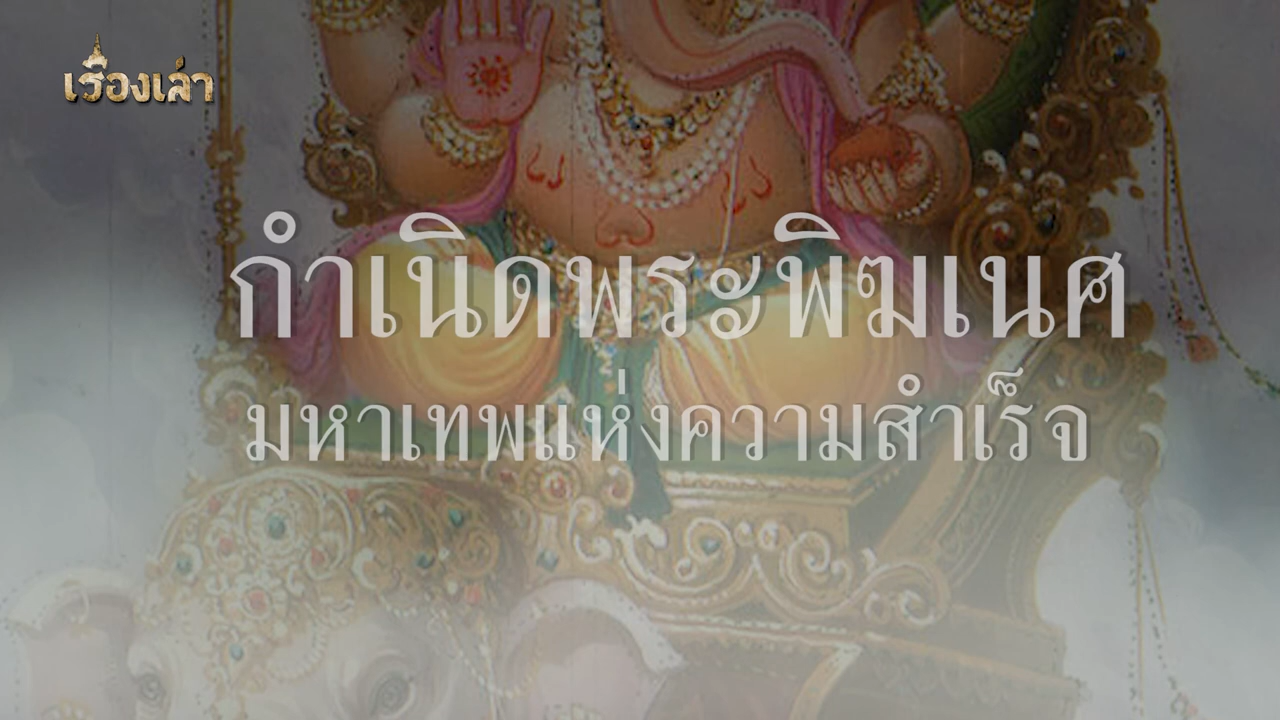 เรื่องเล่า
กำเนิดพระพิฆเนศ
มหาเทพแห่งความสำเร็จ